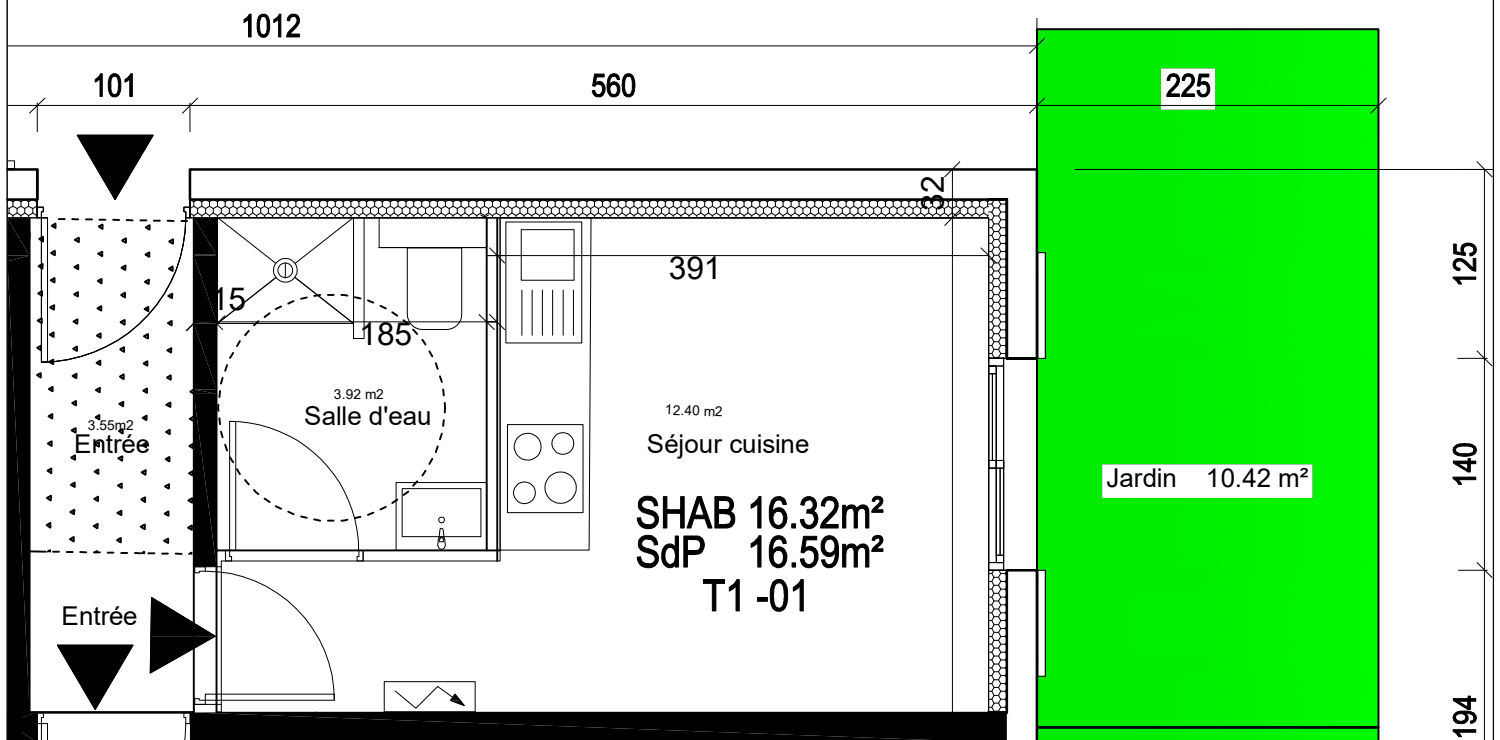 1012
101
560
225
32
391
125
15
185
3.92 m2
Salle d'eau
3.55m2
Entrée
12.40 m2
Séjour cuisine
140
Jardin 10.42 m²
SHAB 16.32m²
SdP 16.59m²
T1 -01
Entrée
194